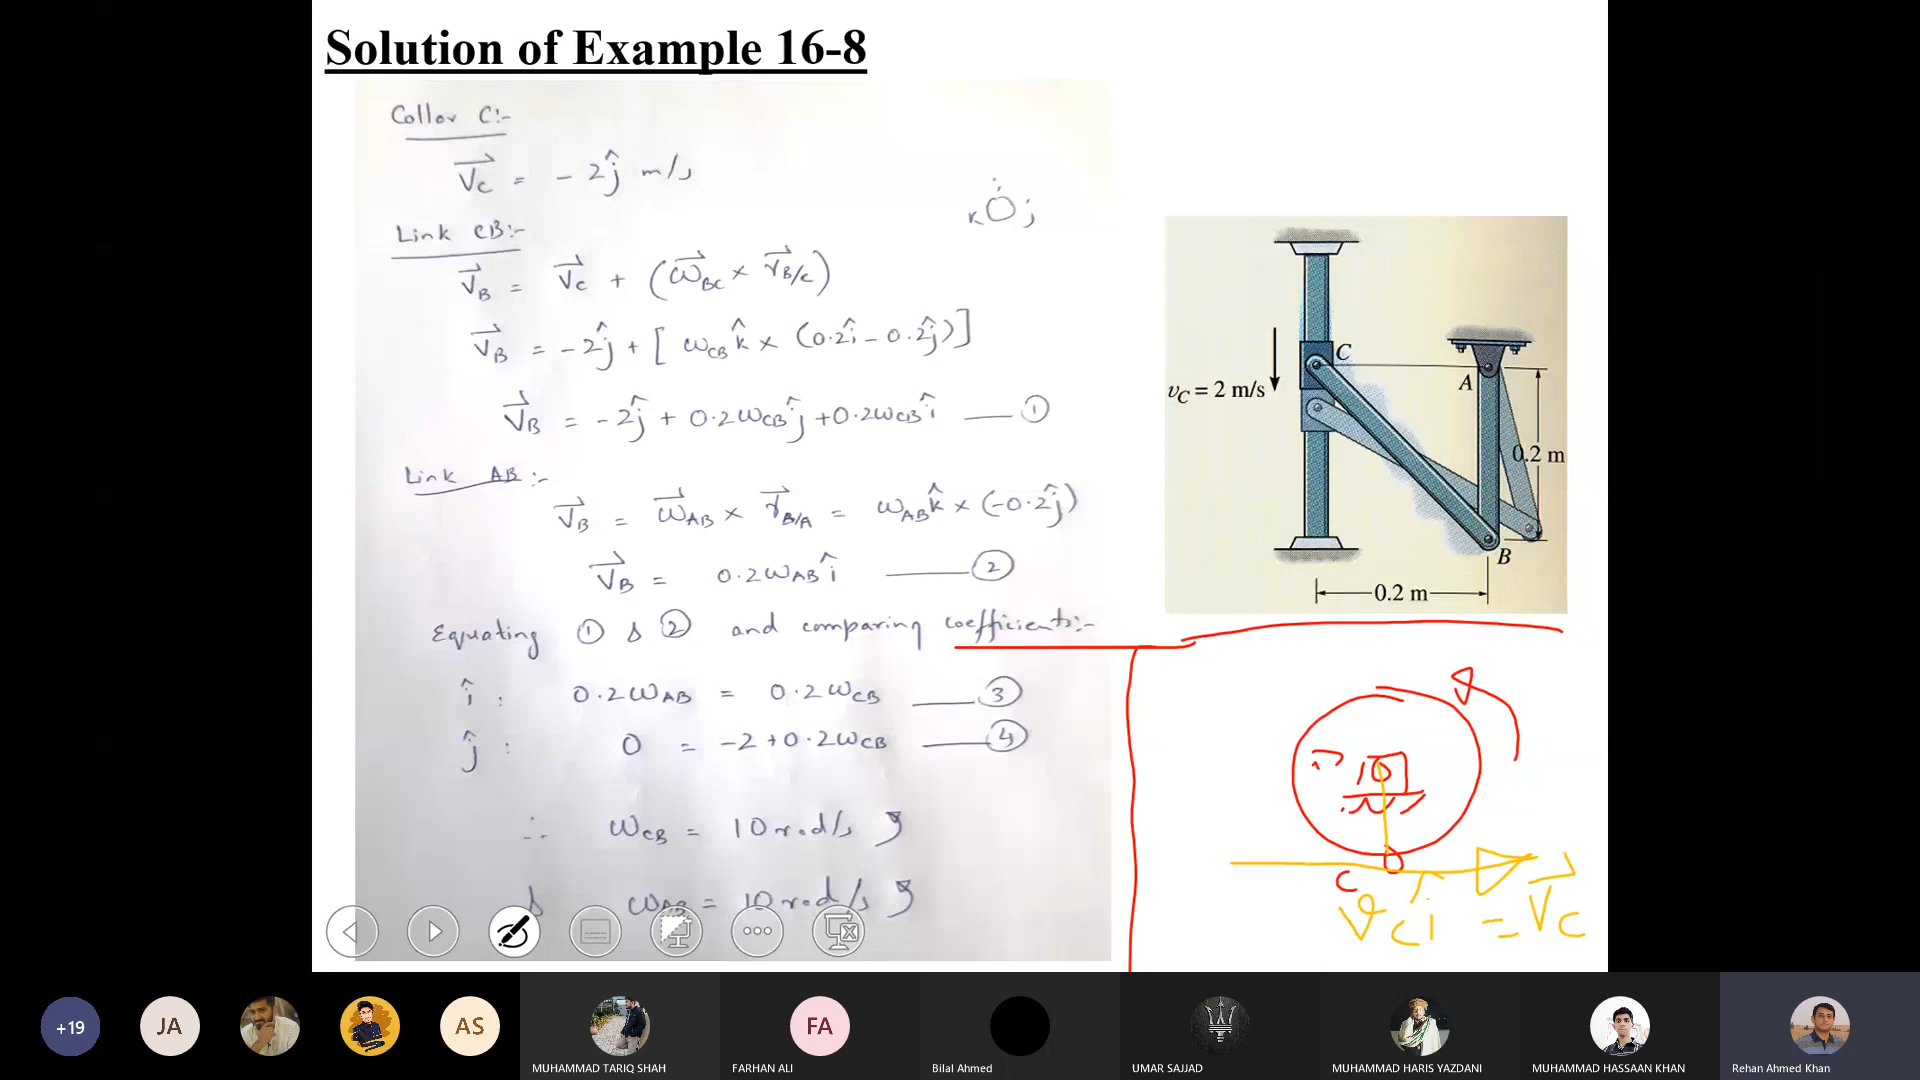 Solution of Example 16-8
Collar C:-
V⃗c = - 2ĵ m/s
Link CB:-
V⃗B = V⃗c + (ω⃗BC × r⃗B/C)
K i j
V⃗B = -2ĵ + [ ωCB k̂ × (0.2î - 0.2ĵ)]
V⃗B = -2ĵ + 0.2ωCB ĵ + 0.2ωCB î —— ①
Link AB:-
V⃗B = ω⃗AB × r⃗B/A = ωAB k̂ × (-0.2ĵ)
V⃗B = 0.2ωAB î —— ②
Equating ① & ② and comparing coefficients:-
î : 0.2ωAB = 0.2ωCB —— ③
ĵ : 0 = -2+0.2ωCB —— ④
∴ ωCB = 10 rad/s
& ωAB = 10 rad/s
C
vC = 2 m/s
A
0.2 m
B
0.2 m
C
vc î = V⃗c
+19
JA
AS
FA
MUHAMMAD TARIQ SHAH
FARHAN ALI
Bilal Ahmed
UMAR SAJJAD
MUHAMMAD HARIS YAZDANI
MUHAMMAD HASSAAN KHAN
Rehan Ahmed Khan